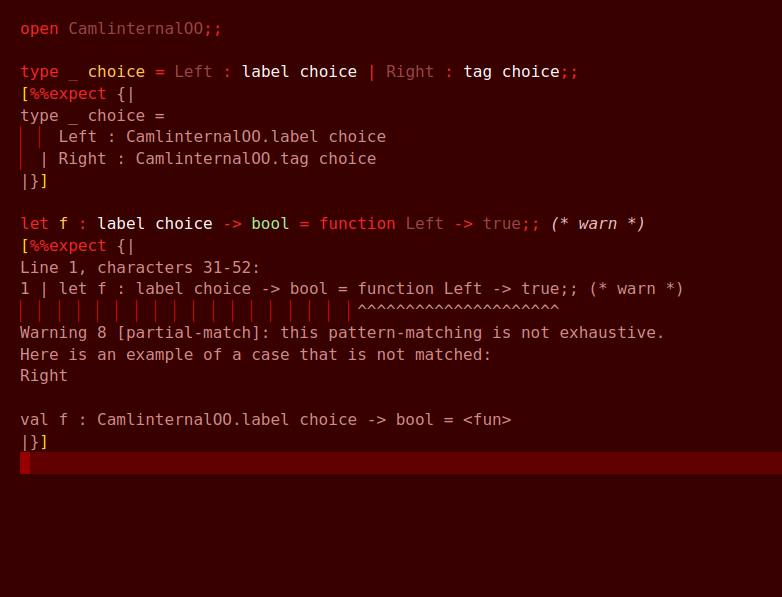 open CamlinternalOO;;
type _ choice = Left : label choice | Right : tag choice;;
[%%expect {|
type _ choice =
    Left : CamlinternalOO.label choice
  | Right : CamlinternalOO.tag choice
|}]
let f : label choice -> bool = function Left -> true;; (* warn *)
[%%expect {|
Line 1, characters 31-52:
1 | let f : label choice -> bool = function Left -> true;; (* warn *)
                                   ^^^^^^^^^^^^^^^^^^^^^
Warning 8 [partial-match]: this pattern-matching is not exhaustive.
Here is an example of a case that is not matched:
Right
val f : CamlinternalOO.label choice -> bool = <fun>
|}]